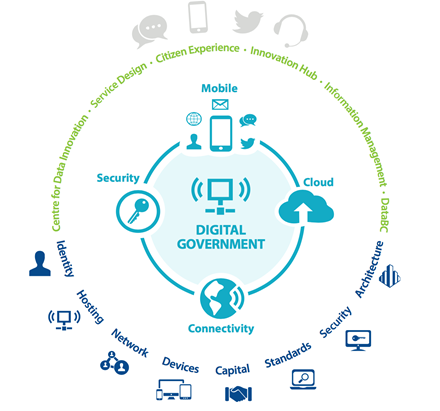 Centre for Data Innovation · Service Design · Citizen Experience · Innovation Hub · Information Management · DataBC
Mobile
Security
Cloud
DIGITAL
GOVERNMENT
Connectivity
Identity
Hosting
Network
Devices
Capital
Standards
Security
Architecture